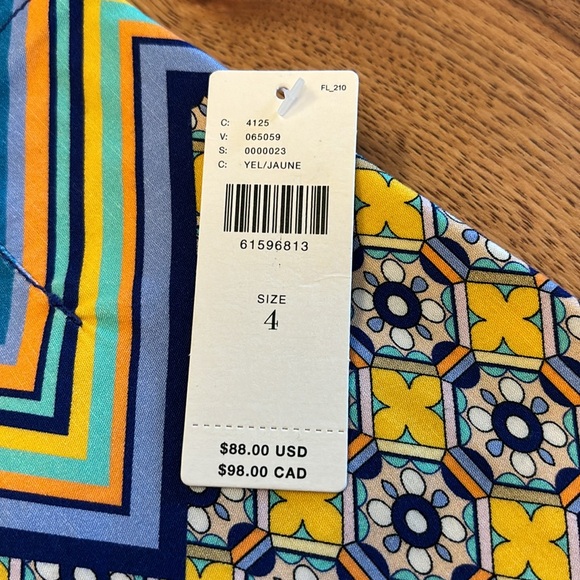 FL_210
C: 4125
V: 065059
S: 0000023
C: YEL/JAUNE
61596813
SIZE
4
$88.00 USD
$98.00 CAD